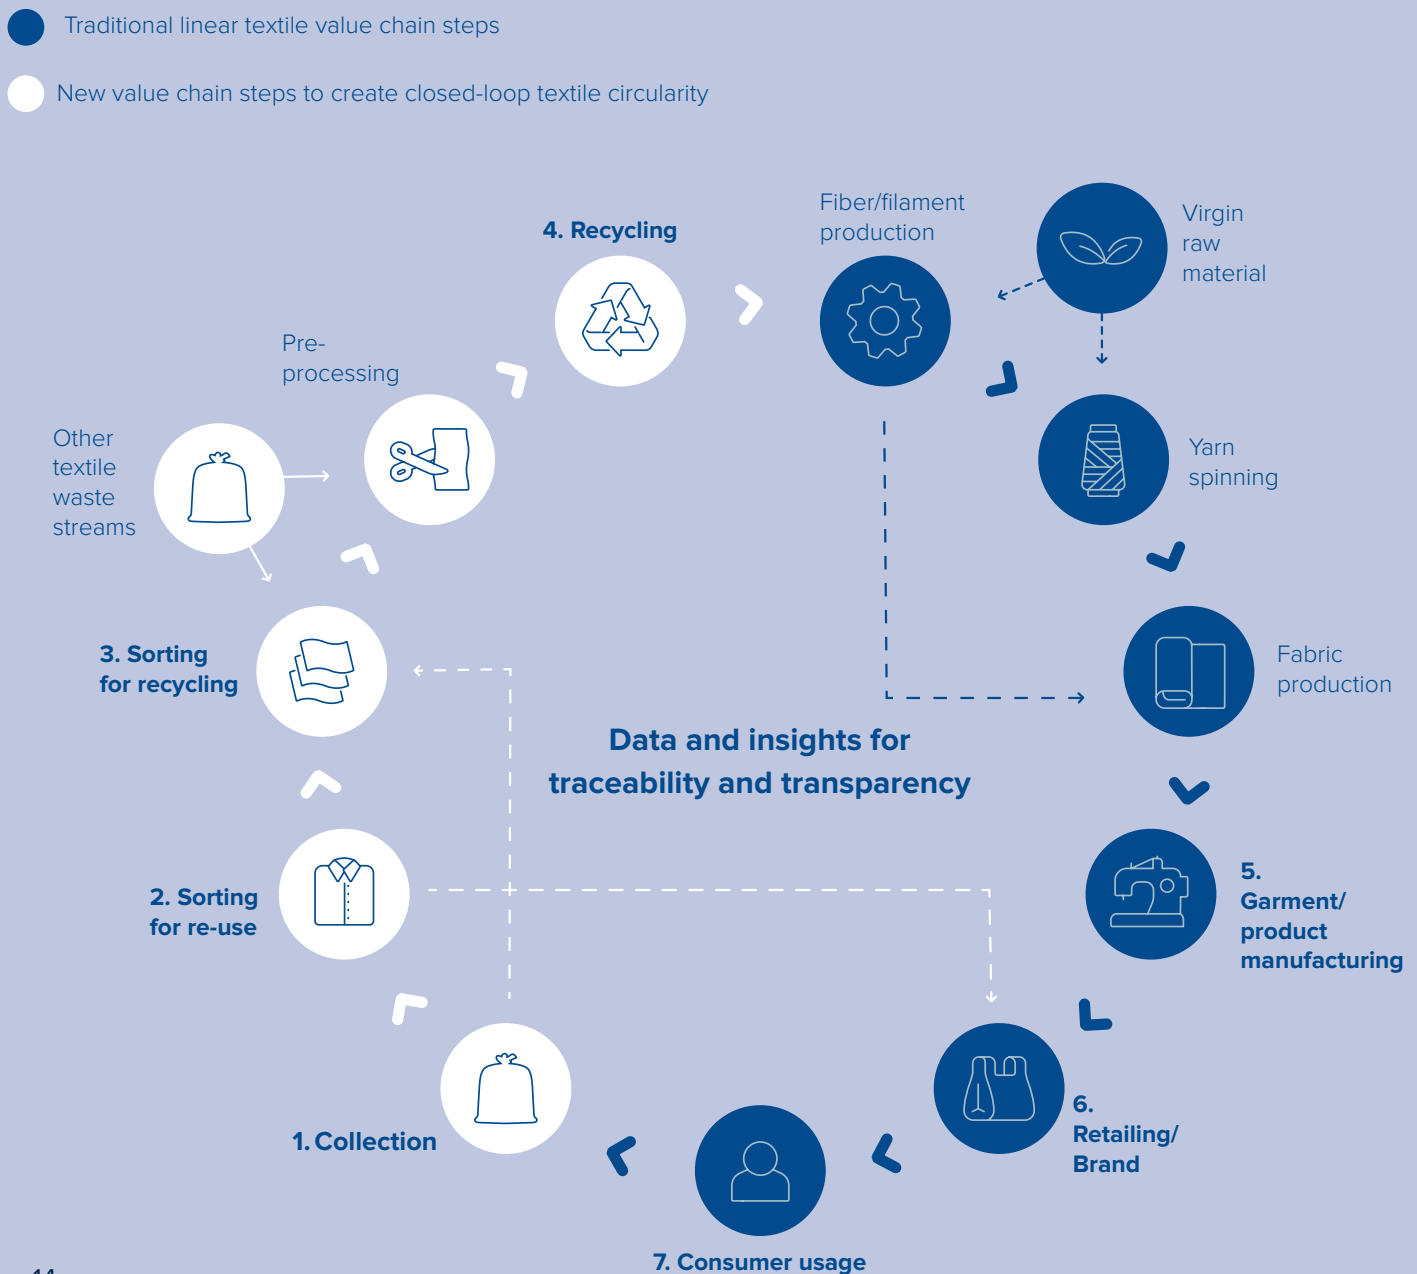 Traditional linear textile value chain steps
New value chain steps to create closed-loop textile circularity
4. Recycling
Fiber/filament
production
Virgin
raw
material
Pre-
processing
Other
textile
waste
streams
Yarn
spinning
3. Sorting
for recycling
Fabric
production
Data and insights for
traceability and transparency
2. Sorting
for re-use
5.
Garment/
product
manufacturing
1. Collection
6.
Retailing/
Brand
7. Consumer usage
14